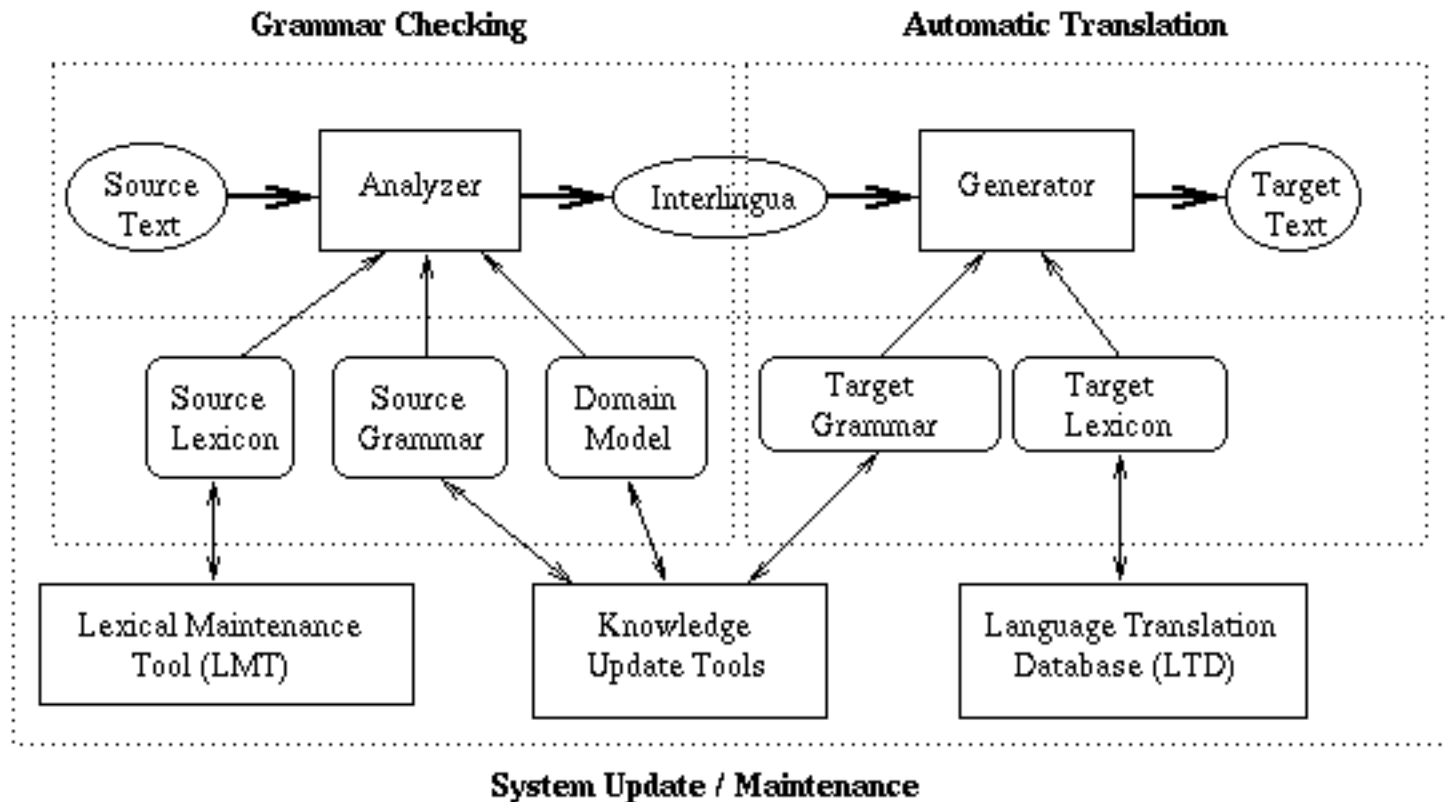 Grammar Checking
Automatic Translation
Source
Text
Analyzer
Interlingua
Generator
Target
Text
Source
Lexicon
Source
Grammar
Domain
Model
Target
Grammar
Target
Lexicon
Lexical Maintenance
Tool (LMT)
Knowledge
Update Tools
Language Translation
Database (LTD)
System Update / Maintenance